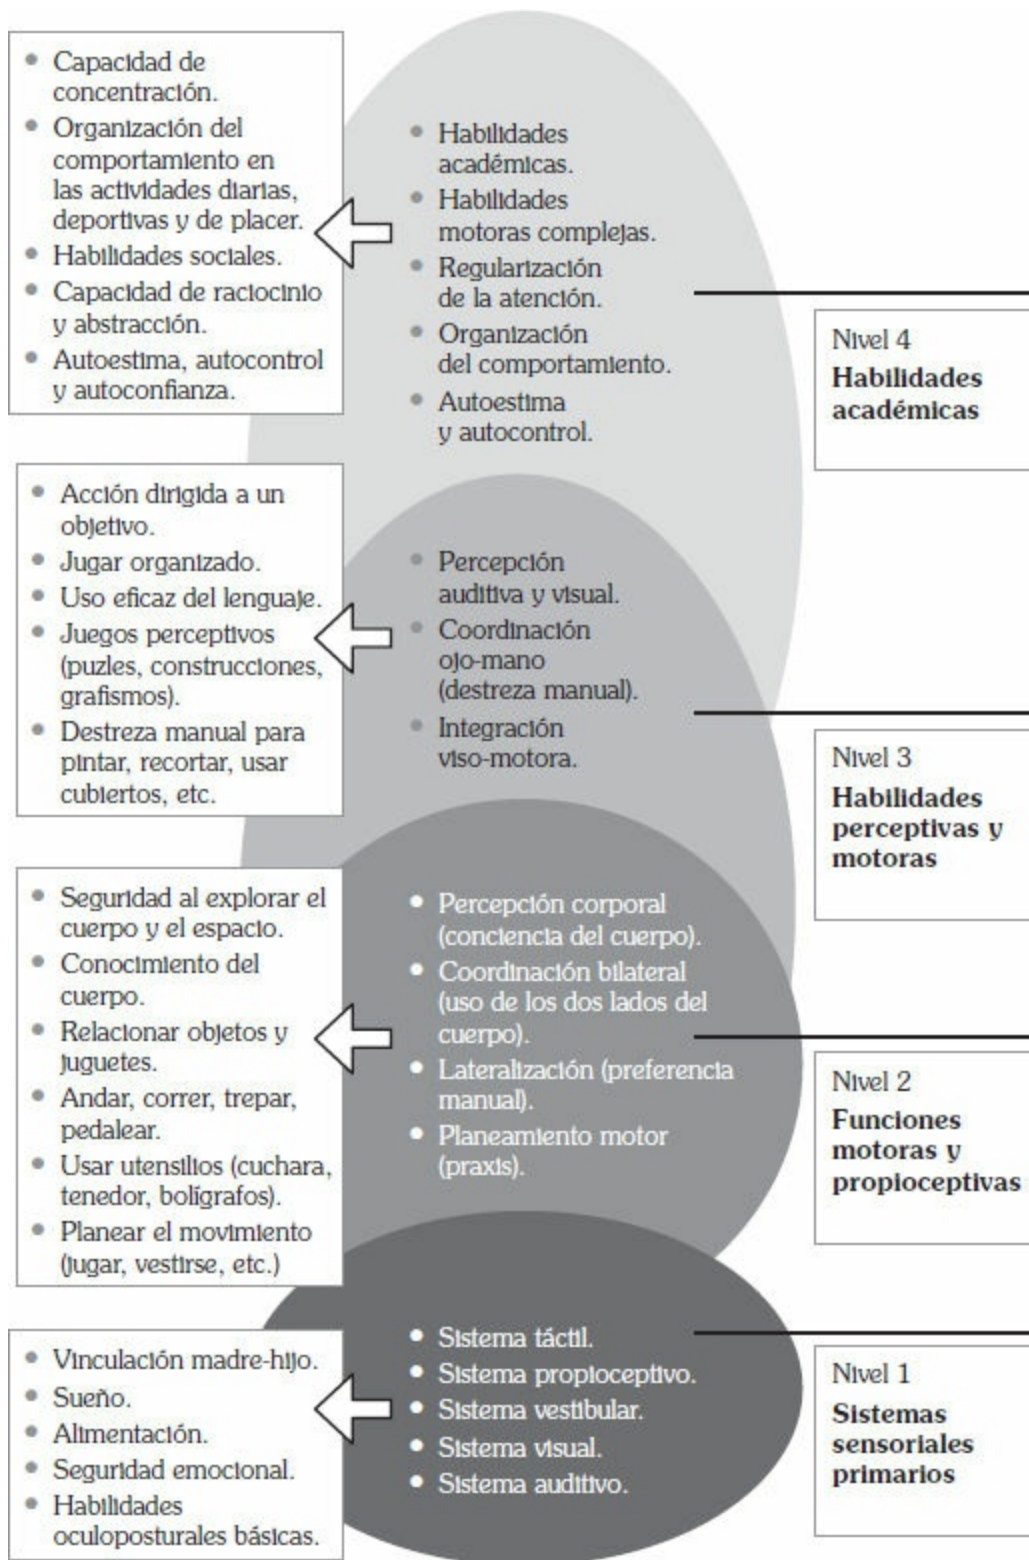 • Capacidad de
concentración.
• Organización del
comportamiento en
las actividades diarias,
deportivas y de placer.
• Habilidades sociales.
• Capacidad de raciocinio
y abstracción.
• Autoestima, autocontrol
y autoconfianza.
• Habilidades
académicas.
• Habilidades
motoras complejas.
• Regularización
de la atención.
• Organización
del comportamiento.
• Autoestima
y autocontrol.
Nivel 4
Habilidades
académicas
• Acción dirigida a un
objetivo.
• Jugar organizado.
• Uso eficaz del lenguaje.
• Juegos perceptivos
(puzles, construcciones,
grafismos).
• Destreza manual para
pintar, recortar, usar
cubiertos, etc.
• Percepción
auditiva y visual.
• Coordinación
ojo-mano
(destreza manual).
• Integración
viso-motora.
Nivel 3
Habilidades
perceptivas y
motoras
• Seguridad al explorar el
cuerpo y el espacio.
• Conocimiento del
cuerpo.
• Relacionar objetos y
juguetes.
• Andar, correr, trepar,
pedalear.
• Usar utensilios (cuchara,
tenedor, bolígrafos).
• Planear el movimiento
(jugar, vestirse, etc.)
• Percepción corporal
(conciencia del cuerpo).
• Coordinación bilateral
(uso de los dos lados del
cuerpo).
• Lateralización (preferencia
manual).
• Planeamiento motor
(praxis).
Nivel 2
Funciones
motoras y
propioceptivas
• Vinculación madre-hijo.
• Sueño.
• Alimentación.
• Seguridad emocional.
• Habilidades
oculoposturales básicas.
• Sistema táctil.
• Sistema propioceptivo.
• Sistema vestibular.
• Sistema visual.
• Sistema auditivo.
Nivel 1
Sistemas
sensoriales
primarios